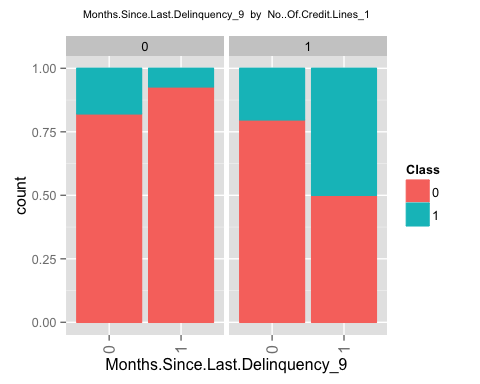 Months.Since.Last.Delinquency_9 by No..Of.Credit.Lines_1
0 1
1.00
0.75
0.50
0.25
0.00
count
0 1 0 1
Months.Since.Last.Delinquency_9
Class
0
1